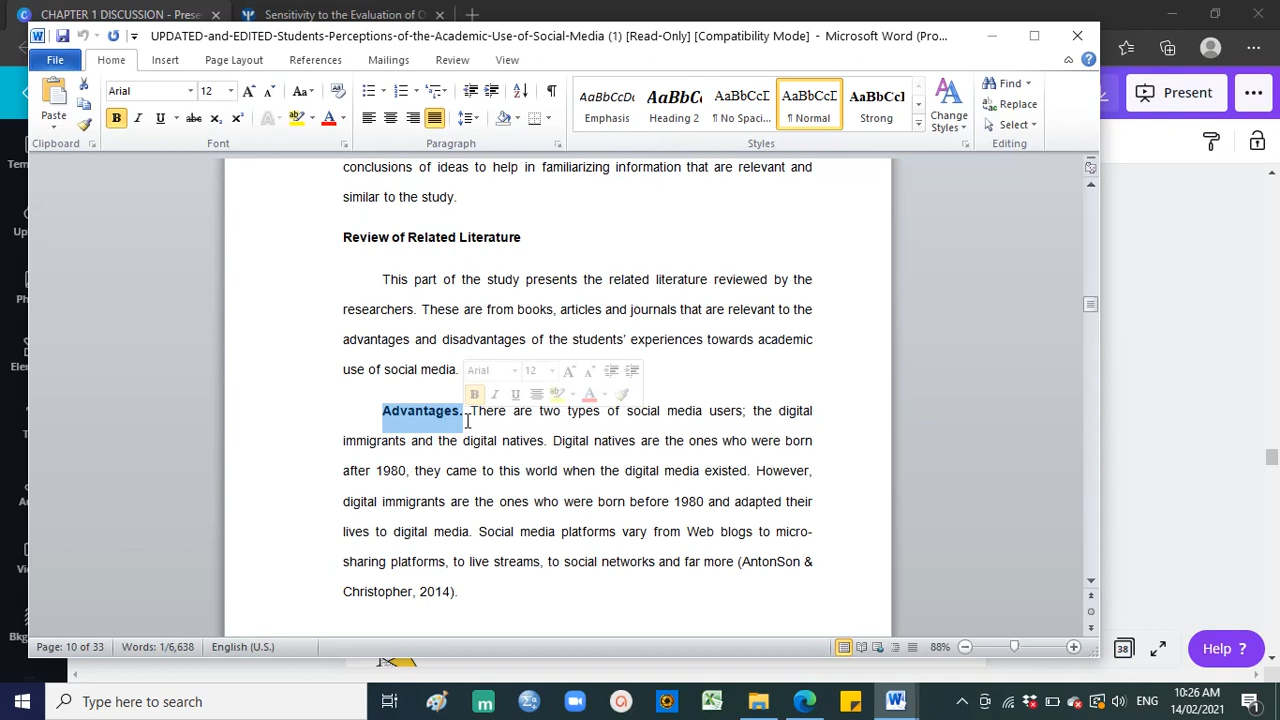 CHAPTER 1 DISCUSSION - Prese
Sensitivity to the Evaluation of O
UPDATED-and-EDITED-Students-Perceptions-of-the-Academic-Use-of-Social-Media (1) [Read-Only] [Compatibility Mode] - Microsoft Word (Pro...
File Home Insert Page Layout References Mailings Review View
Present
Paste
Arial 12
Emphasis Heading 2 ¶ No Spaci... ¶ Normal Strong
Change Styles
Find
Replace
Select
Clipboard Font Paragraph Styles Editing
conclusions of ideas to help in familiarizing information that are relevant and
similar to the study.
Review of Related Literature
This part of the study presents the related literature reviewed by the
researchers. These are from books, articles and journals that are relevant to the
advantages and disadvantages of the students' experiences towards academic
use of social media.
Arial 12
Advantages. There are two types of social media users; the digital
immigrants and the digital natives. Digital natives are the ones who were born
after 1980, they came to this world when the digital media existed. However,
digital immigrants are the ones who were born before 1980 and adapted their
lives to digital media. Social media platforms vary from Web blogs to micro-
sharing platforms, to live streams, to social networks and far more (AntonSon &
Christopher, 2014).
Page: 10 of 33 Words: 1/6,638 English (U.S.) 88%
38 Help ?
Type here to search
ENG 10:26 AM
14/02/2021